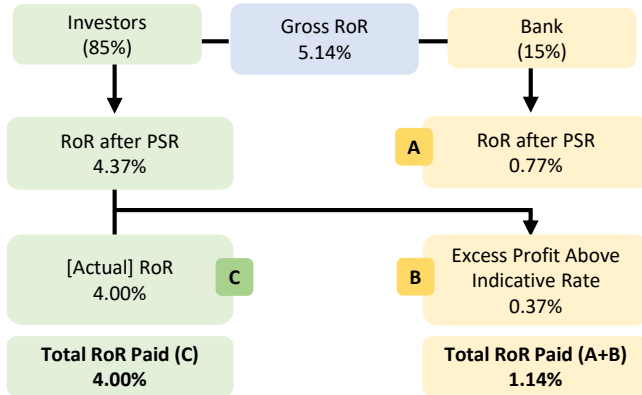 Investors
(85%)
Gross RoR
5.14%
Bank
(15%)
RoR after PSR
4.37%
A
RoR after PSR
0.77%
[Actual] RoR
4.00%
C
B
Excess Profit Above
Indicative Rate
0.37%
Total RoR Paid (C)
4.00%
Total RoR Paid (A+B)
1.14%